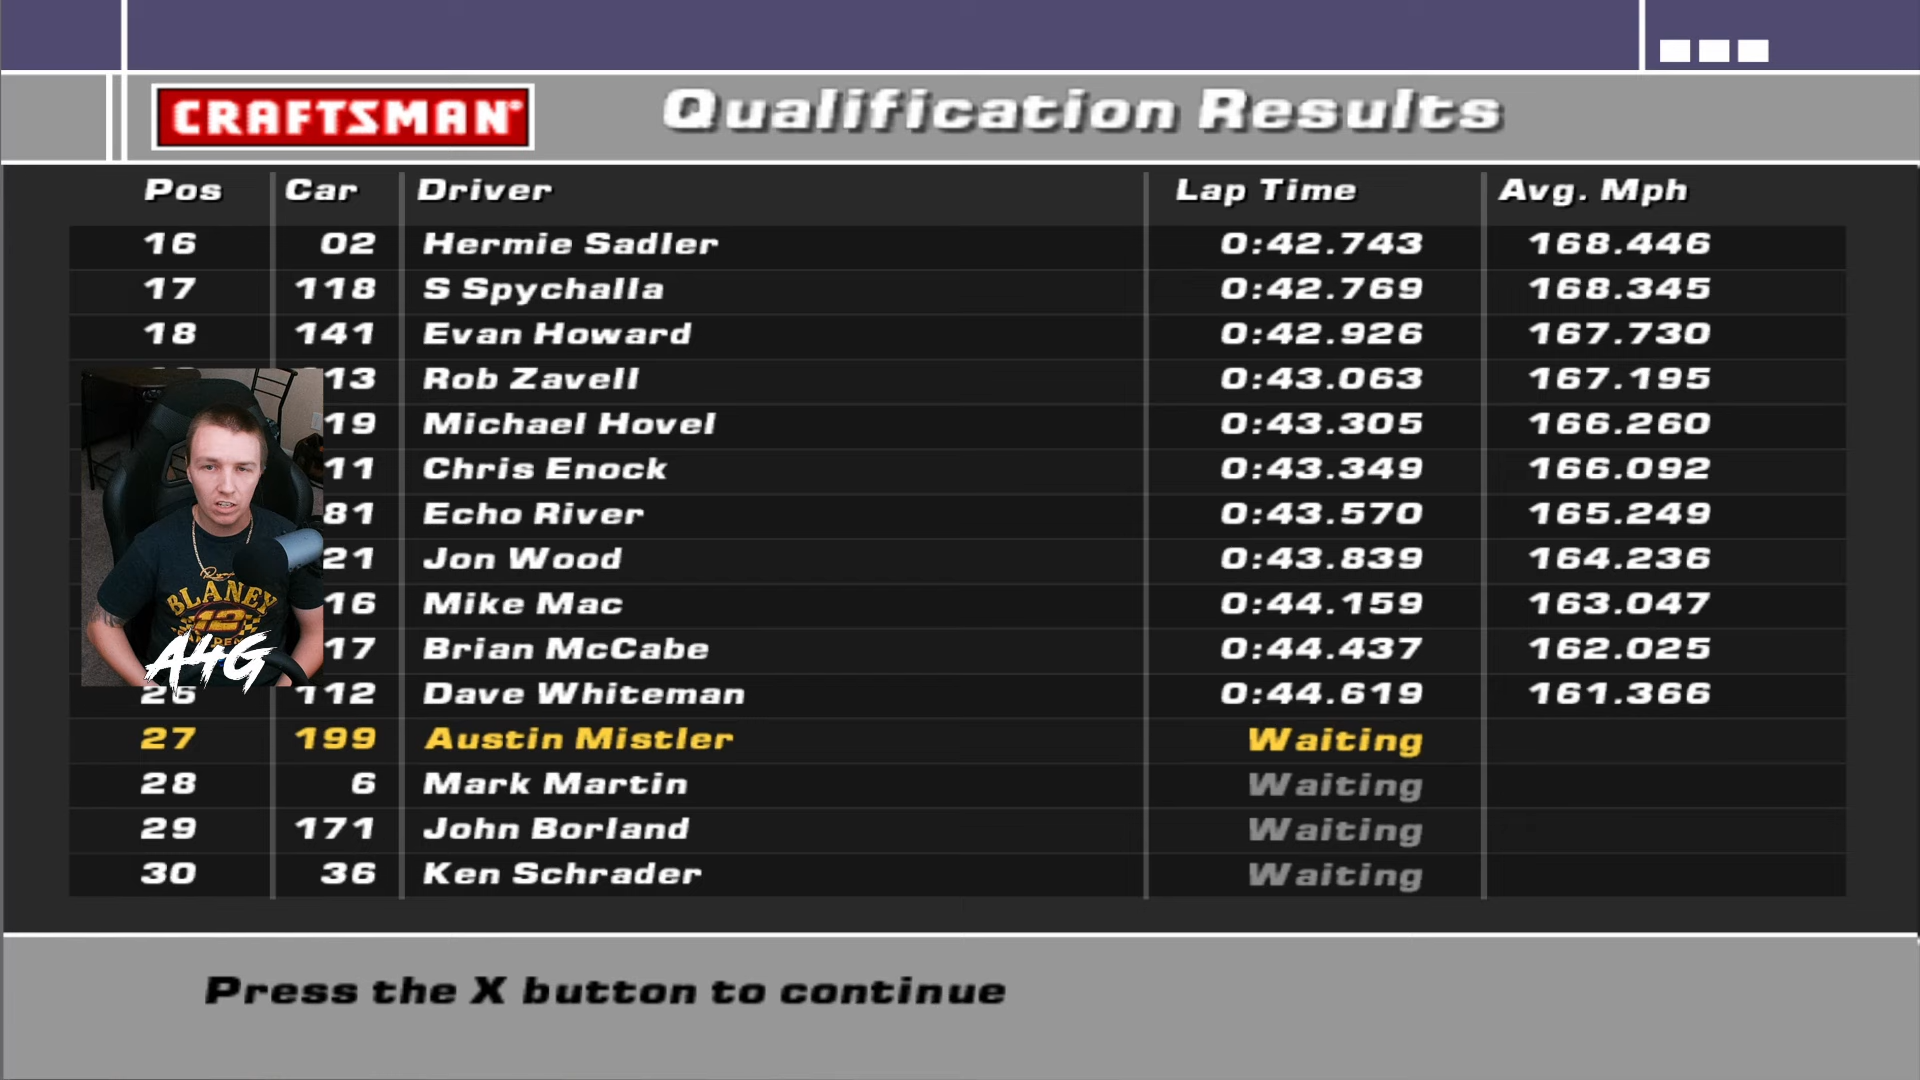 CRAFTSMAN® Qualification Results
Pos Car Driver Lap Time Avg. Mph
16 02 Hermie Sadler 0:42.743 168.446
17 118 S Spychalla 0:42.769 168.345
18 141 Evan Howard 0:42.926 167.730
13 Rob Zavell 0:43.063 167.195
19 Michael Hovel 0:43.305 166.260
11 Chris Enock 0:43.349 166.092
81 Echo River 0:43.570 165.249
21 Jon Wood 0:43.839 164.236
16 Mike Mac 0:44.159 163.047
17 Brian McCabe 0:44.437 162.025
26 112 Dave Whiteman 0:44.619 161.366
27 199 Austin Mistler Waiting
28 6 Mark Martin Waiting
29 171 John Borland Waiting
30 36 Ken Schrader Waiting
BLANEY
12
A4G
Press the X button to continue